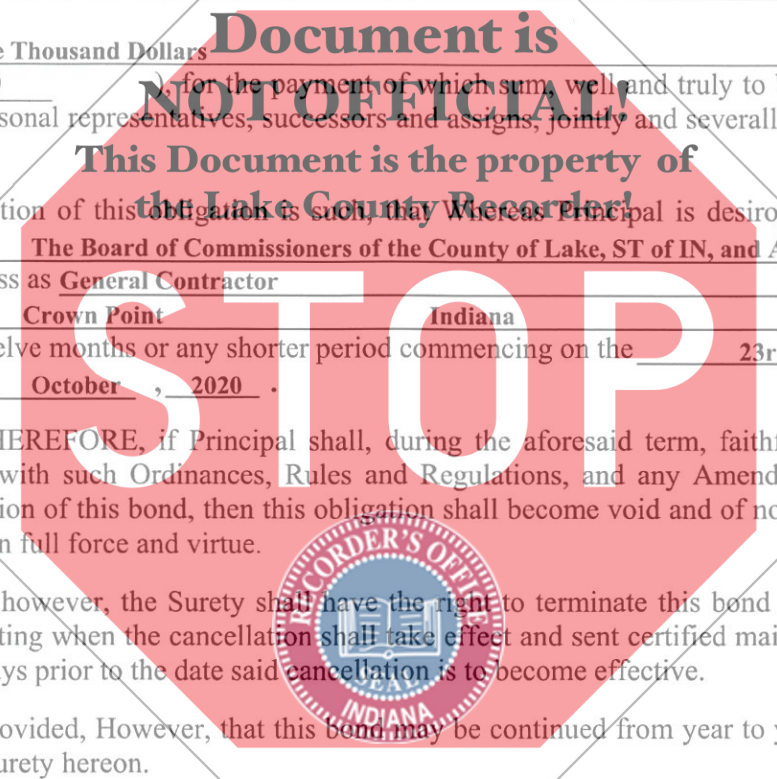 e Thousand Dollars
Document is
), for the payment of which sum, well and truly to
NOT OFFICIAL!
sonal representatives, successors and assigns, jointly and severall
This Document is the property of
the Lake County Recorder!
tion of this obligation is such, that Whereas Principal is desiro
The Board of Commissioners of the County of Lake, ST of IN, and A
ss as General Contractor
Crown Point Indiana
elve months or any shorter period commencing on the 23r
October , 2020 .
STOP
HEREFORE, if Principal shall, during the aforesaid term, faithf
with such Ordinances, Rules and Regulations, and any Amend
ion of this bond, then this obligation shall become void and of no
n full force and virtue.
RECORDER'S OFFICE
however, the Surety shall have the right to terminate this bond
ting when the cancellation shall take effect and sent certified mai
ys prior to the date said cancellation is to become effective.
SEAL
INDIANA
ovided, However, that this bond may be continued from year to y
urety hereon.